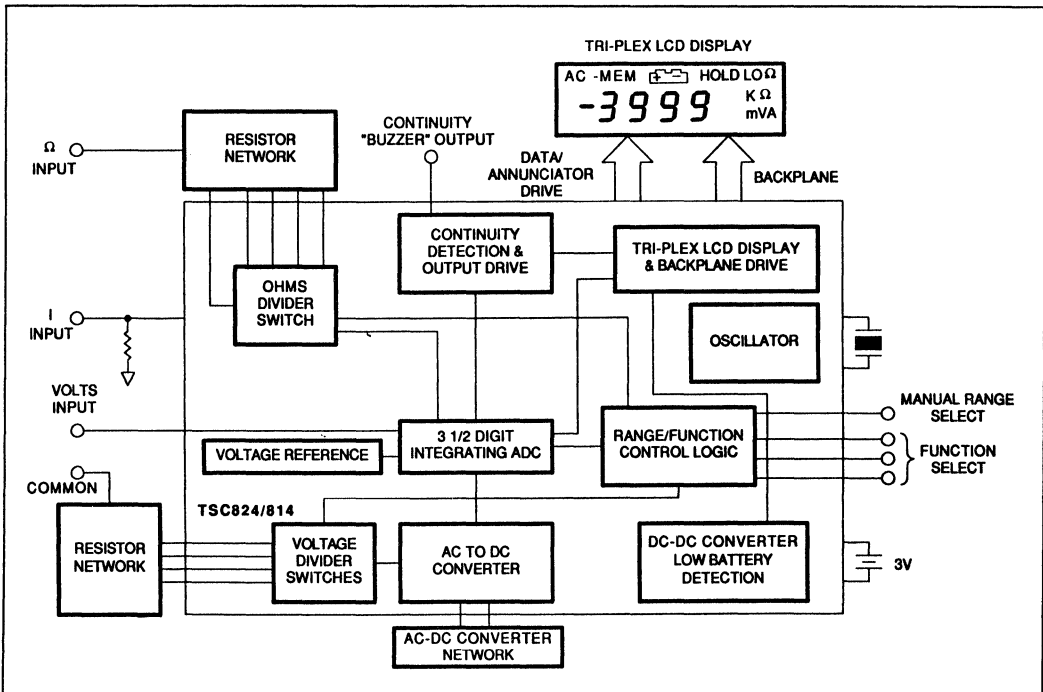 TRI-PLEX LCD DISPLAY
AC -MEM + - HOLD LO Ω
-3999
K Ω
mVA
CONTINUITY
"BUZZER" OUTPUT
RESISTOR
NETWORK
Ω
INPUT
DATA/
ANNUNCIATOR
DRIVE
BACKPLANE
CONTINUITY
DETECTION &
OUTPUT DRIVE
TRI-PLEX LCD DISPLAY
& BACKPLANE DRIVE
OHMS
DIVIDER
SWITCH
I
INPUT
OSCILLATOR
VOLTS
INPUT
MANUAL RANGE
SELECT
3 1/2 DIGIT
INTEGRATING ADC
RANGE/FUNCTION
CONTROL LOGIC
VOLTAGE REFERENCE
FUNCTION
SELECT
COMMON
TSC824/814
RESISTOR
NETWORK
VOLTAGE
DIVIDER
SWITCHES
AC TO DC
CONVERTER
DC-DC CONVERTER
LOW BATTERY
DETECTION
3V
AC-DC CONVERTER
NETWORK